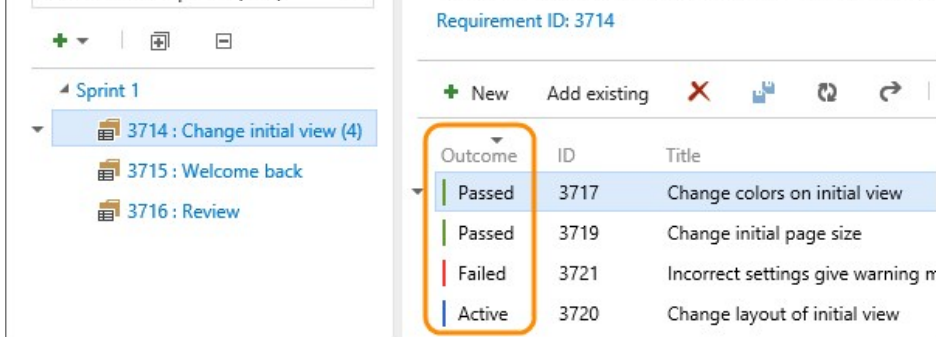 Requirement ID: 3714
New Add existing
Sprint 1
3714 : Change initial view (4)
3715 : Welcome back
3716 : Review
Outcome ID Title
Passed 3717 Change colors on initial view
Passed 3719 Change initial page size
Failed 3721 Incorrect settings give warning
Active 3720 Change layout of initial view